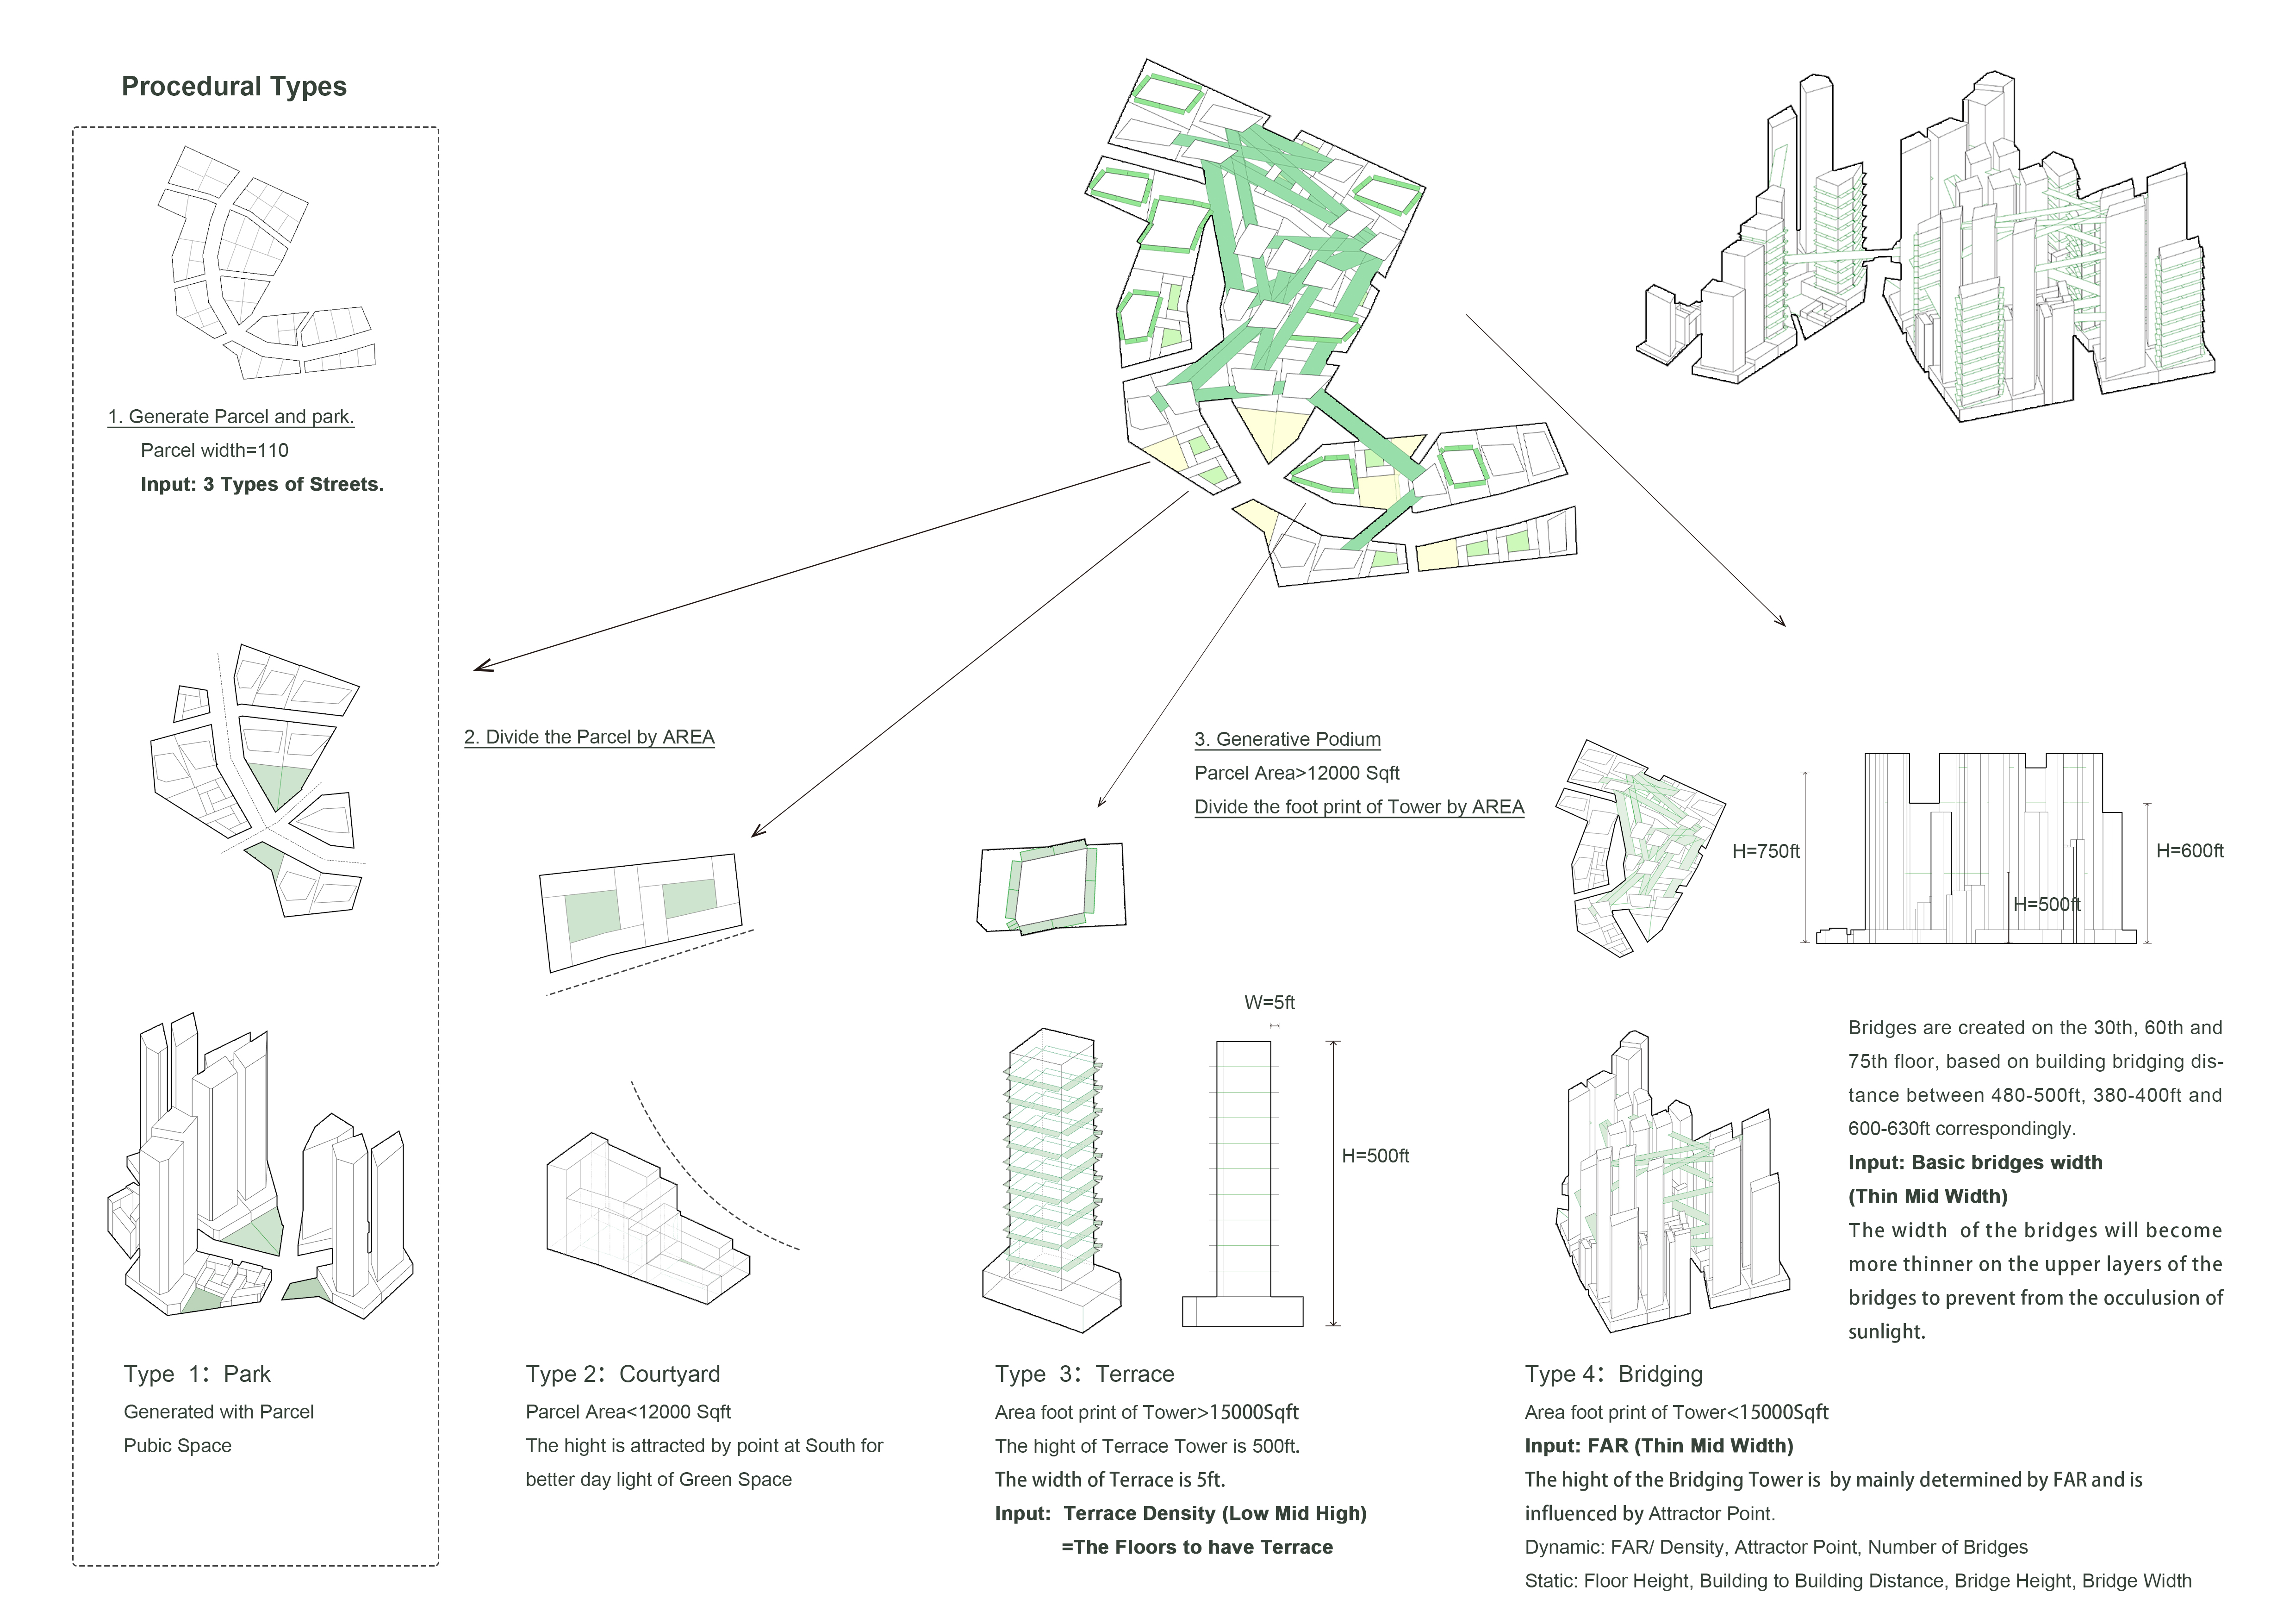 Procedural Types
1. Generate Parcel and park.
Parcel width=110
Input: 3 Types of Streets.
2. Divide the Parcel by AREA
3. Generative Podium
Parcel Area>12000 Sqft
Divide the foot print of Tower by AREA
H=750ft
H=500ft
H=600ft
W=5ft
H=500ft
Bridges are created on the 30th, 60th and
75th floor, based on building bridging dis-
tance between 480-500ft, 380-400ft and
600-630ft correspondingly.
Input: Basic bridges width
(Thin Mid Width)
The width of the bridges will become
more thinner on the upper layers of the
bridges to prevent from the occulusion of
sunlight.
Type 1: Park
Generated with Parcel
Pubic Space
Type 2: Courtyard
Parcel Area<12000 Sqft
The hight is attracted by point at South for
better day light of Green Space
Type 3: Terrace
Area foot print of Tower>15000Sqft
The hight of Terrace Tower is 500ft.
The width of Terrace is 5ft.
Input: Terrace Density (Low Mid High)
=The Floors to have Terrace
Type 4: Bridging
Area foot print of Tower<15000Sqft
Input: FAR (Thin Mid Width)
The hight of the Bridging Tower is by mainly determined by FAR and is
influenced by Attractor Point.
Dynamic: FAR/ Density, Attractor Point, Number of Bridges
Static: Floor Height, Building to Building Distance, Bridge Height, Bridge Width